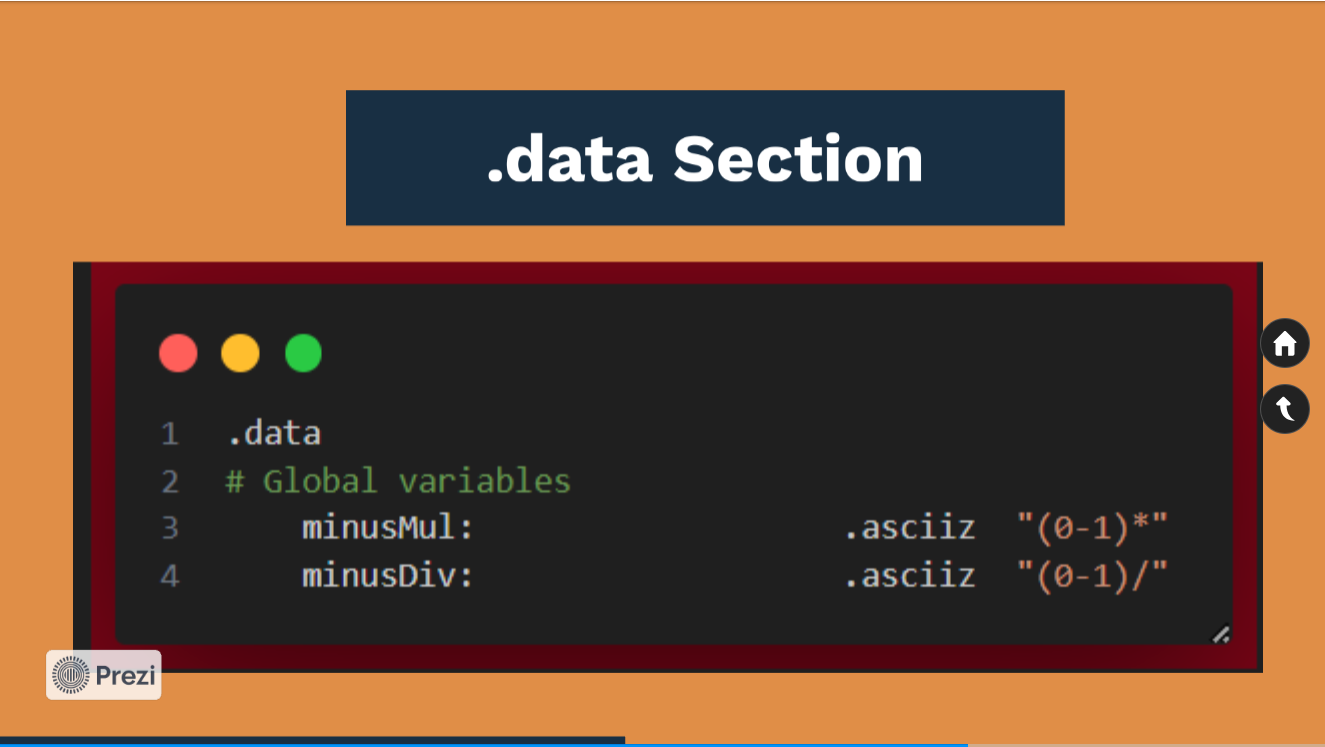 .data Section
1 .data
2 # Global variables
3 minusMul: .asciiz "(0-1)*"
4 minusDiv: .asciiz "(0-1)/"
Prezi